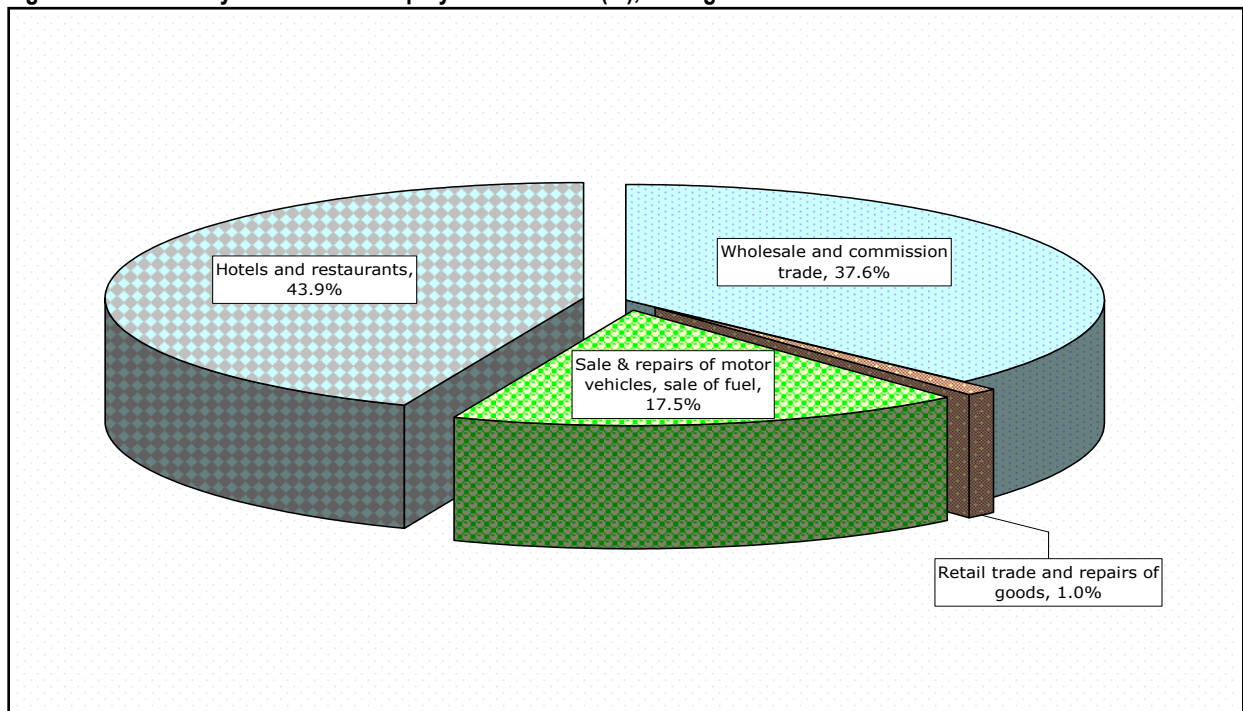 Hotels and restaurants,
43.9%
Wholesale and commission
trade, 37.6%
Sale & repairs of motor
vehicles, sale of fuel,
17.5%
Retail trade and repairs of
goods, 1.0%